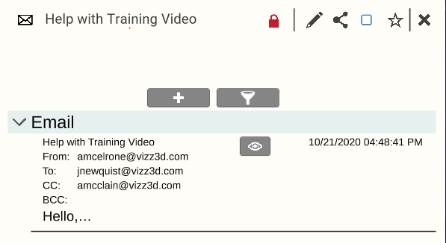 Help with Training Video
Email
Help with Training Video 10/21/2020 04:48:41 PM
From: amcelrone@vizz3d.com
To: jnewquist@vizz3d.com
CC: amcclain@vizz3d.com
BCC:
Hello,...